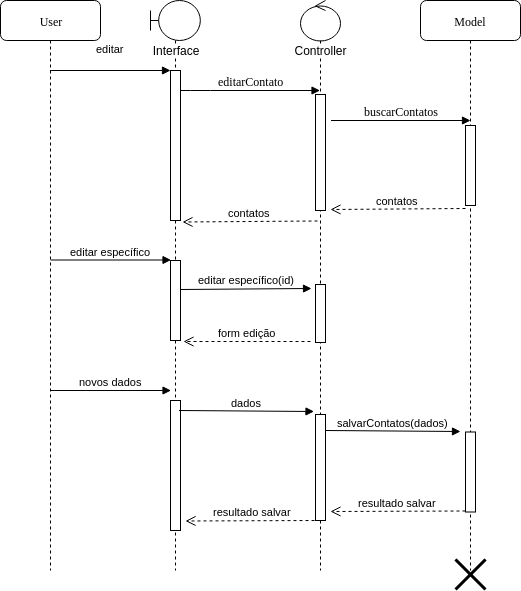 User
Interface
Controller
Model
editar
editarContato
buscarContatos
contatos
contatos
editar específico
editar específico(id)
form edição
novos dados
dados
salvarContatos(dados)
resultado salvar
resultado salvar